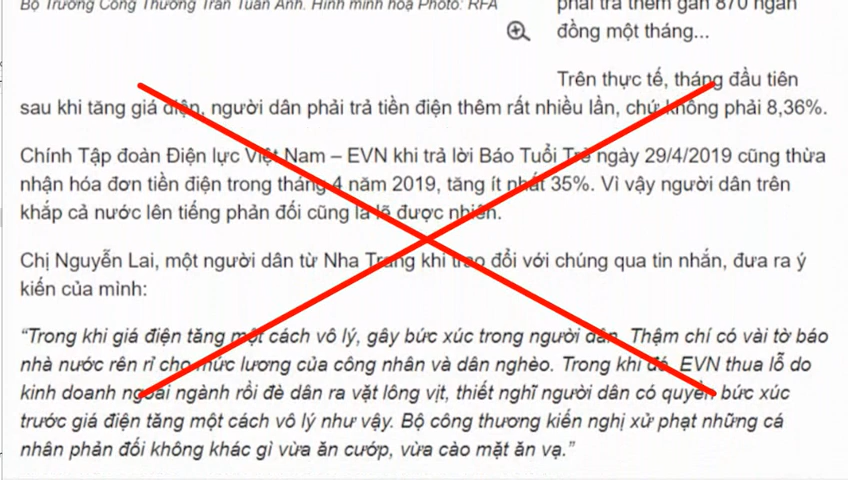 Bộ Trưởng Công Thương Trần Tuấn Anh. Hình minh hoạ Photo: RFA
phải trả thêm gần 870 ngàn
đồng một tháng...
Trên thực tế, tháng đầu tiên
sau khi tăng giá điện, người dân phải trả tiền điện thêm rất nhiều lần, chứ không phải 8,36%.
Chính Tập đoàn Điện lực Việt Nam – EVN khi trả lời Báo Tuổi Trẻ ngày 29/4/2019 cũng thừa
nhận hóa đơn tiền điện trong tháng 4 năm 2019, tăng ít nhất 35%. Vì vậy người dân trên
khắp cả nước lên tiếng phản đối cũng là lẽ được nhiên.
Chị Nguyễn Lai, một người dân từ Nha Trang khi trao đổi với chúng qua tin nhắn, đưa ra ý
kiến của mình:
“Trong khi giá điện tăng một cách vô lý, gây bức xúc trong người dân. Thậm chí có vài tờ báo
nhà nước rên rỉ cho mức lương của công nhân và dân nghèo. Trong khi đó, EVN thua lỗ do
kinh doanh ngoài ngành rồi đè dân ra vặt lông vịt, thiết nghĩ người dân có quyền bức xúc
trước giá điện tăng một cách vô lý như vậy. Bộ công thương kiến nghị xử phạt những cá
nhân phản đối không khác gì vừa ăn cướp, vừa cào mặt ăn vạ.”